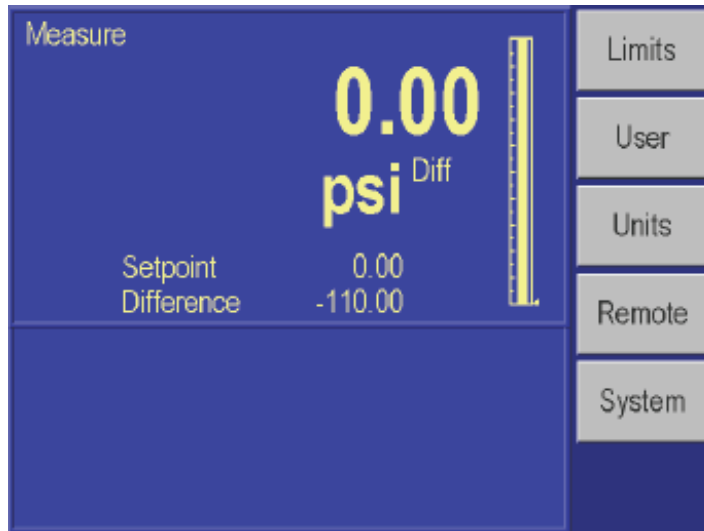 Measure
0.00
psi Diff
Setpoint 0.00
Difference -110.00
Limits
User
Units
Remote
System